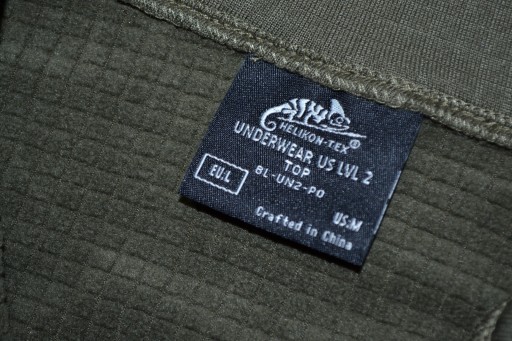 HELIKON-TEX®
UNDERWEAR US LVL 2
TOP
BL-UN2-PO
EU:L
US:M
Crafted in China